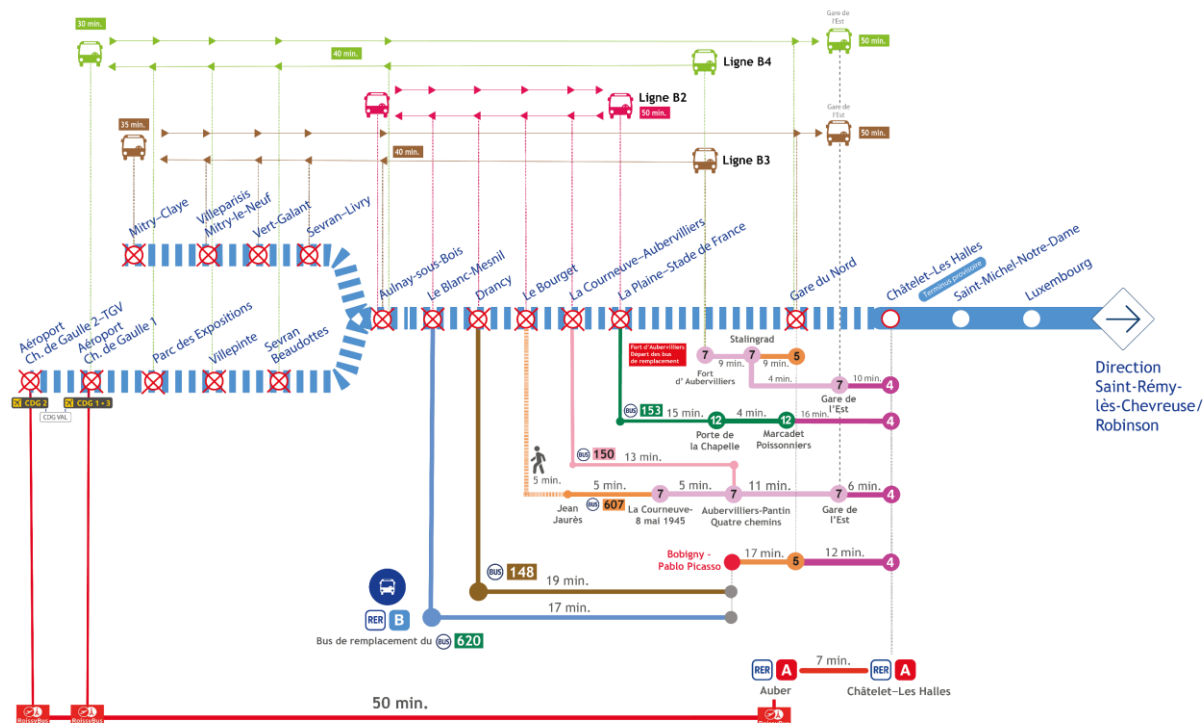 30 min.
Gare de
l'Est
50 min.
40 min.
Ligne B4
Ligne B2
50 min.
Gare de
l'Est
35 min.
50 min.
40 min.
Ligne B3
Mitry–Claye
Villeparisis
Mitry-le-Neuf
Vert-Galant
Sevran–Livry
Aulnay-sous-Bois
Le Blanc-Mesnil
Drancy
Le Bourget
La Courneuve–Aubervilliers
La Plaine–Stade de France
Gare du Nord
Châtelet–Les Halles
Terminus provisoire
Saint-Michel-Notre-Dame
Luxembourg
Aéroport
Ch. de Gaulle 2–TGV
Aéroport
Ch. de Gaulle 1
Parc des Expositions
Villepinte
Sevran
Beaudottes
Direction
Saint-Rémy-
lès-Chevreuse/
Robinson
CDG 2
CDG 1 • 3
CDG VAL
Fort d'Aubervilliers
Départ des bus
de remplacement
Stalingrad
7
7
5
9 min.
9 min.
Fort
d'Aubervilliers
4 min.
7
10 min.
4
Gare de
l'Est
BUS 153
15 min.
12
4 min.
12
16 min.
4
Porte de
la Chapelle
Marcadet
Poissonniers
BUS 150
13 min.
5 min.
5 min.
7
5 min.
7
11 min.
7
6 min.
4
Jean
Jaurès
BUS 607
La Courneuve-
8 mai 1945
Aubervilliers-Pantin
Quatre chemins
Gare de
l'Est
Bobigny -
Pablo Picasso
17 min.
5
12 min.
4
BUS 148
19 min.
17 min.
RER B
Bus de remplacement du BUS 620
RER A
7 min.
RER A
Auber
Châtelet–Les Halles
50 min.
RoissyBus
RoissyBus